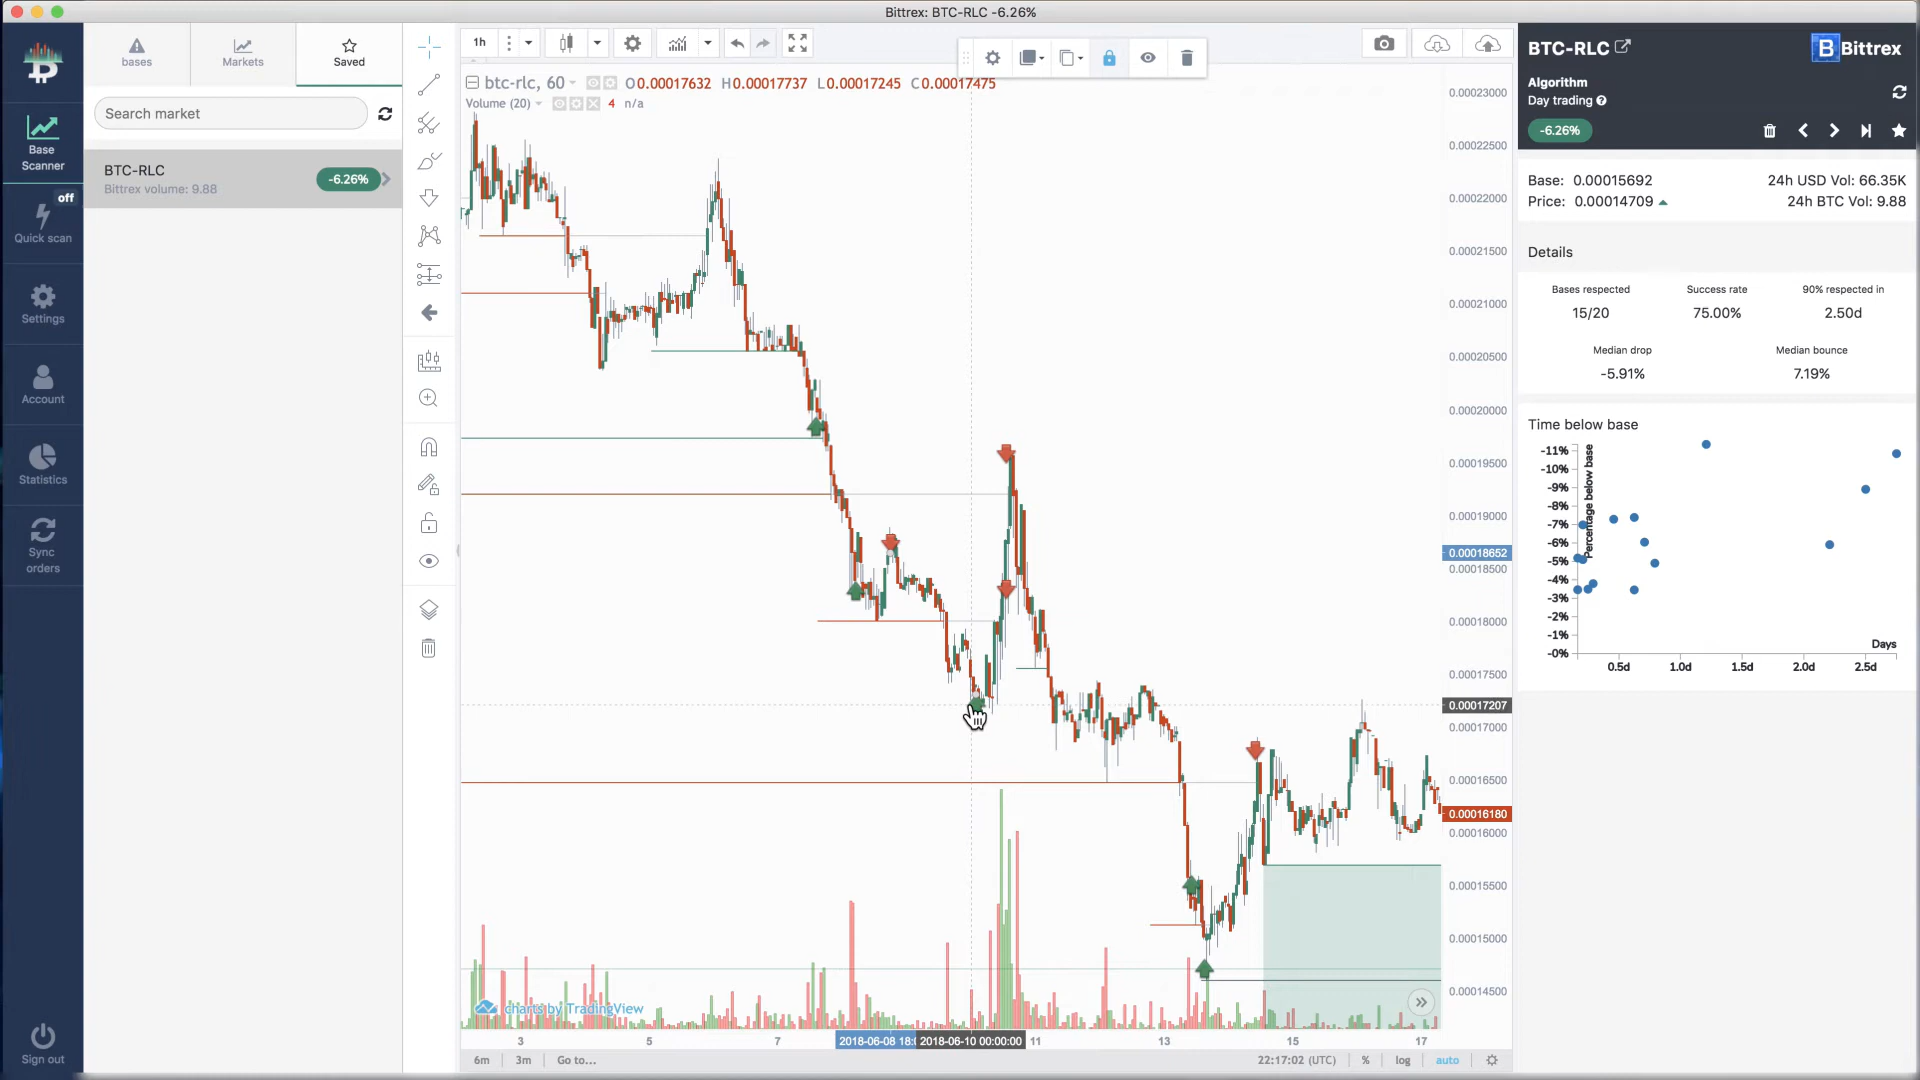 Bittrex: BTC-RLC -6.26%
bases
Markets
Saved
Search market
BTC-RLC
Bittrex volume: 9.88
-6.26%
Base
Scanner
off
Quick scan
Settings
Account
Statistics
Sync
orders
Sign out
1h
btc-rlc, 60
O0.00017632 H0.00017737 L0.00017245 C0.00017475
Volume (20)
4 n/a
0.00023000
0.00022500
0.00022000
0.00021500
0.00021000
0.00020500
0.00020000
0.00019500
0.00019000
0.00018652
0.00018500
0.00018000
0.00017500
0.00017207
0.00017000
0.00016500
0.00016180
0.00016000
0.00015500
0.00015000
0.00014500
charts by TradingView
3
5
7
2018-06-08 18:0
2018-06-10 00:00:00
11
13
15
17
6m
3m
Go to...
22:17:02 (UTC)
%
log
auto
BTC-RLC
Bittrex
Algorithm
Day trading
-6.26%
Base: 0.00015692
24h USD Vol: 66.35K
Price: 0.00014709
24h BTC Vol: 9.88
Details
Bases respected
Success rate
90% respected in
15/20
75.00%
2.50d
Median drop
Median bounce
-5.91%
7.19%
Time below base
-11%
-10%
-9%
-8%
-7%
-6%
-5%
-4%
-3%
-2%
-1%
-0%
Percentage below base
Days
0.5d
1.0d
1.5d
2.0d
2.5d